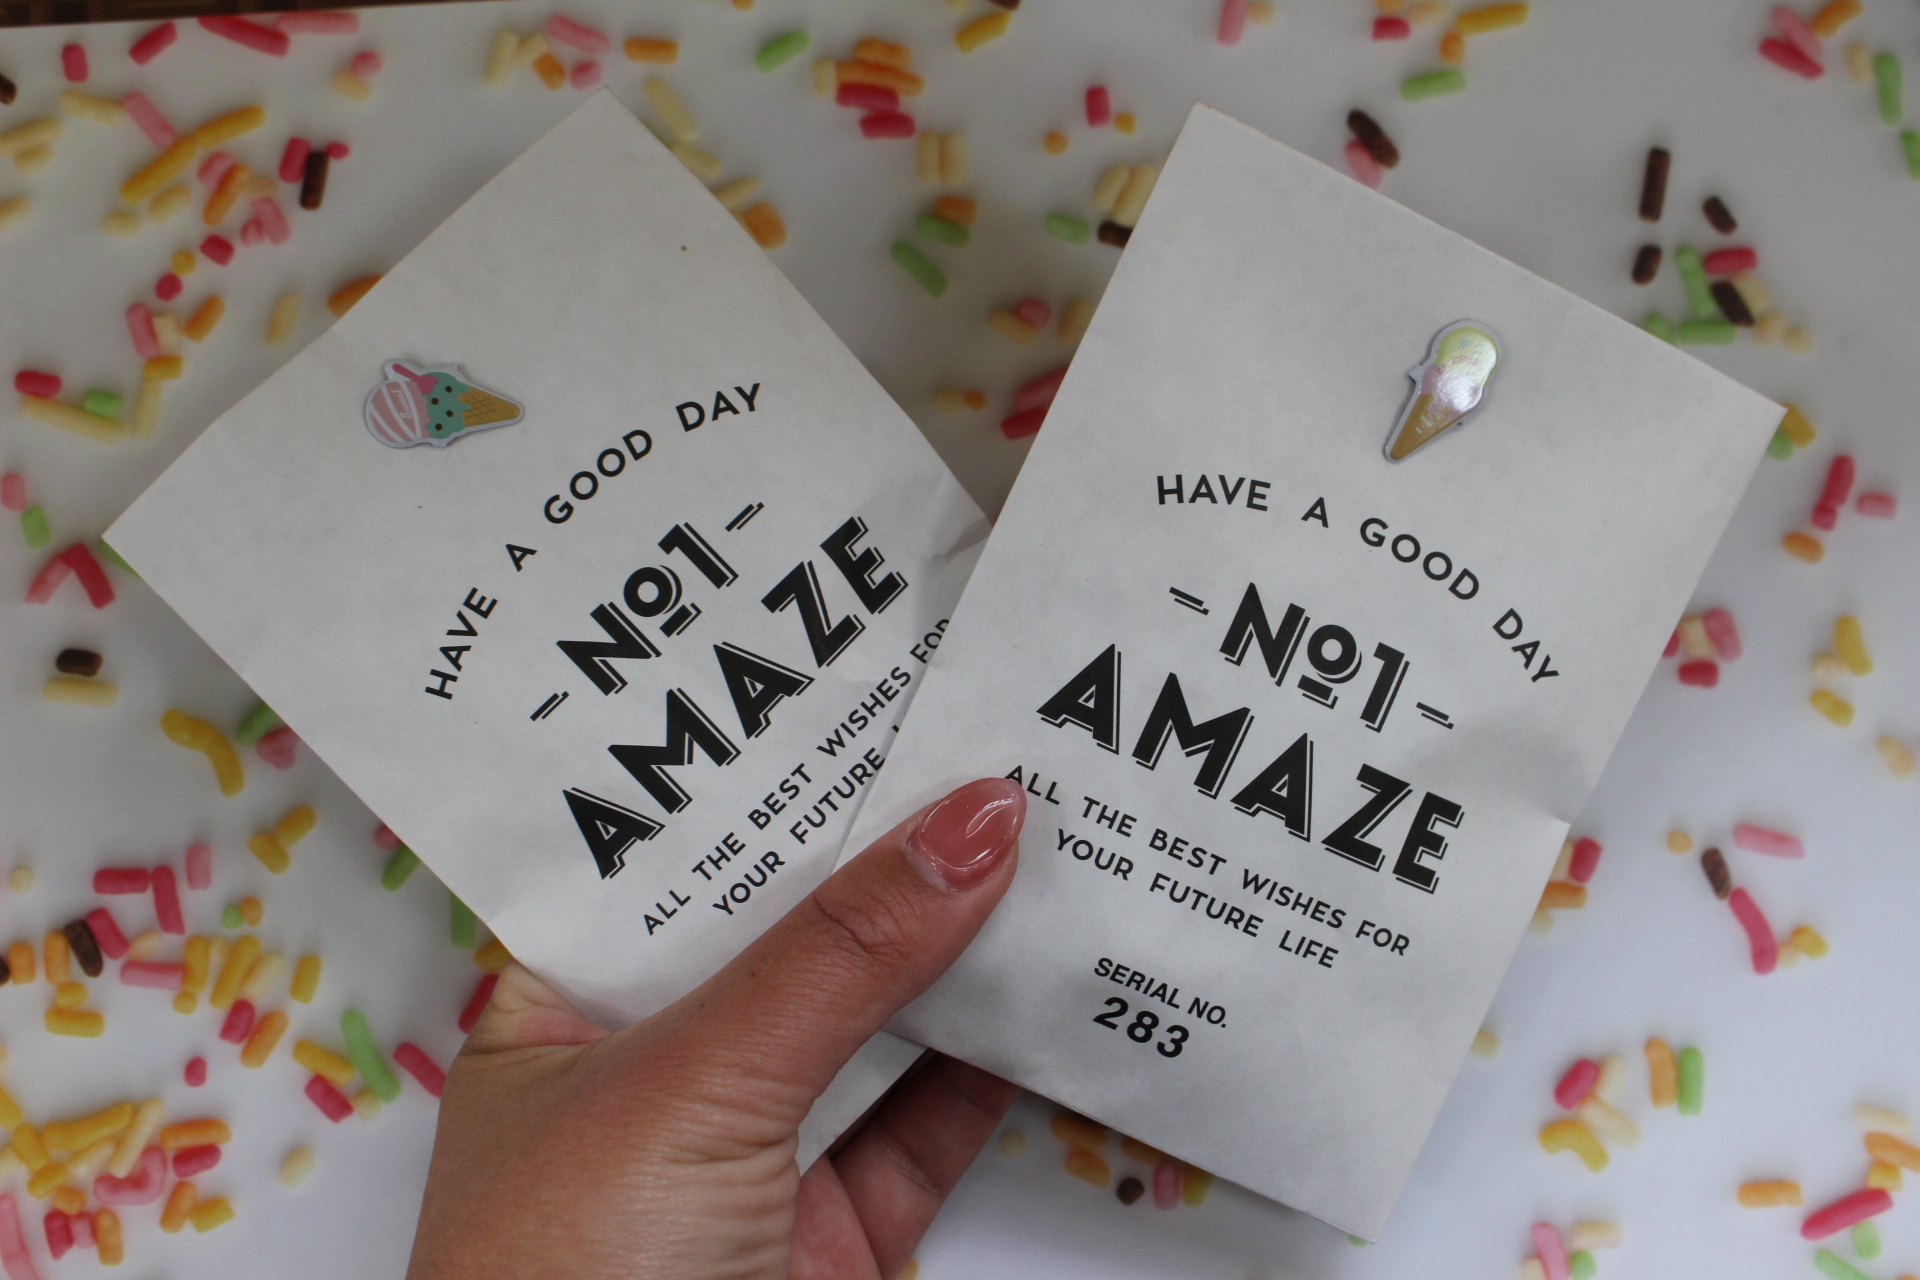 HAVE A GOOD DAY
No1
AMAZE
ALL THE BEST WISHES FOR
YOUR FUTURE
HAVE A GOOD DAY
No1
AMAZE
ALL THE BEST WISHES FOR
YOUR FUTURE LIFE
SERIAL NO.
283